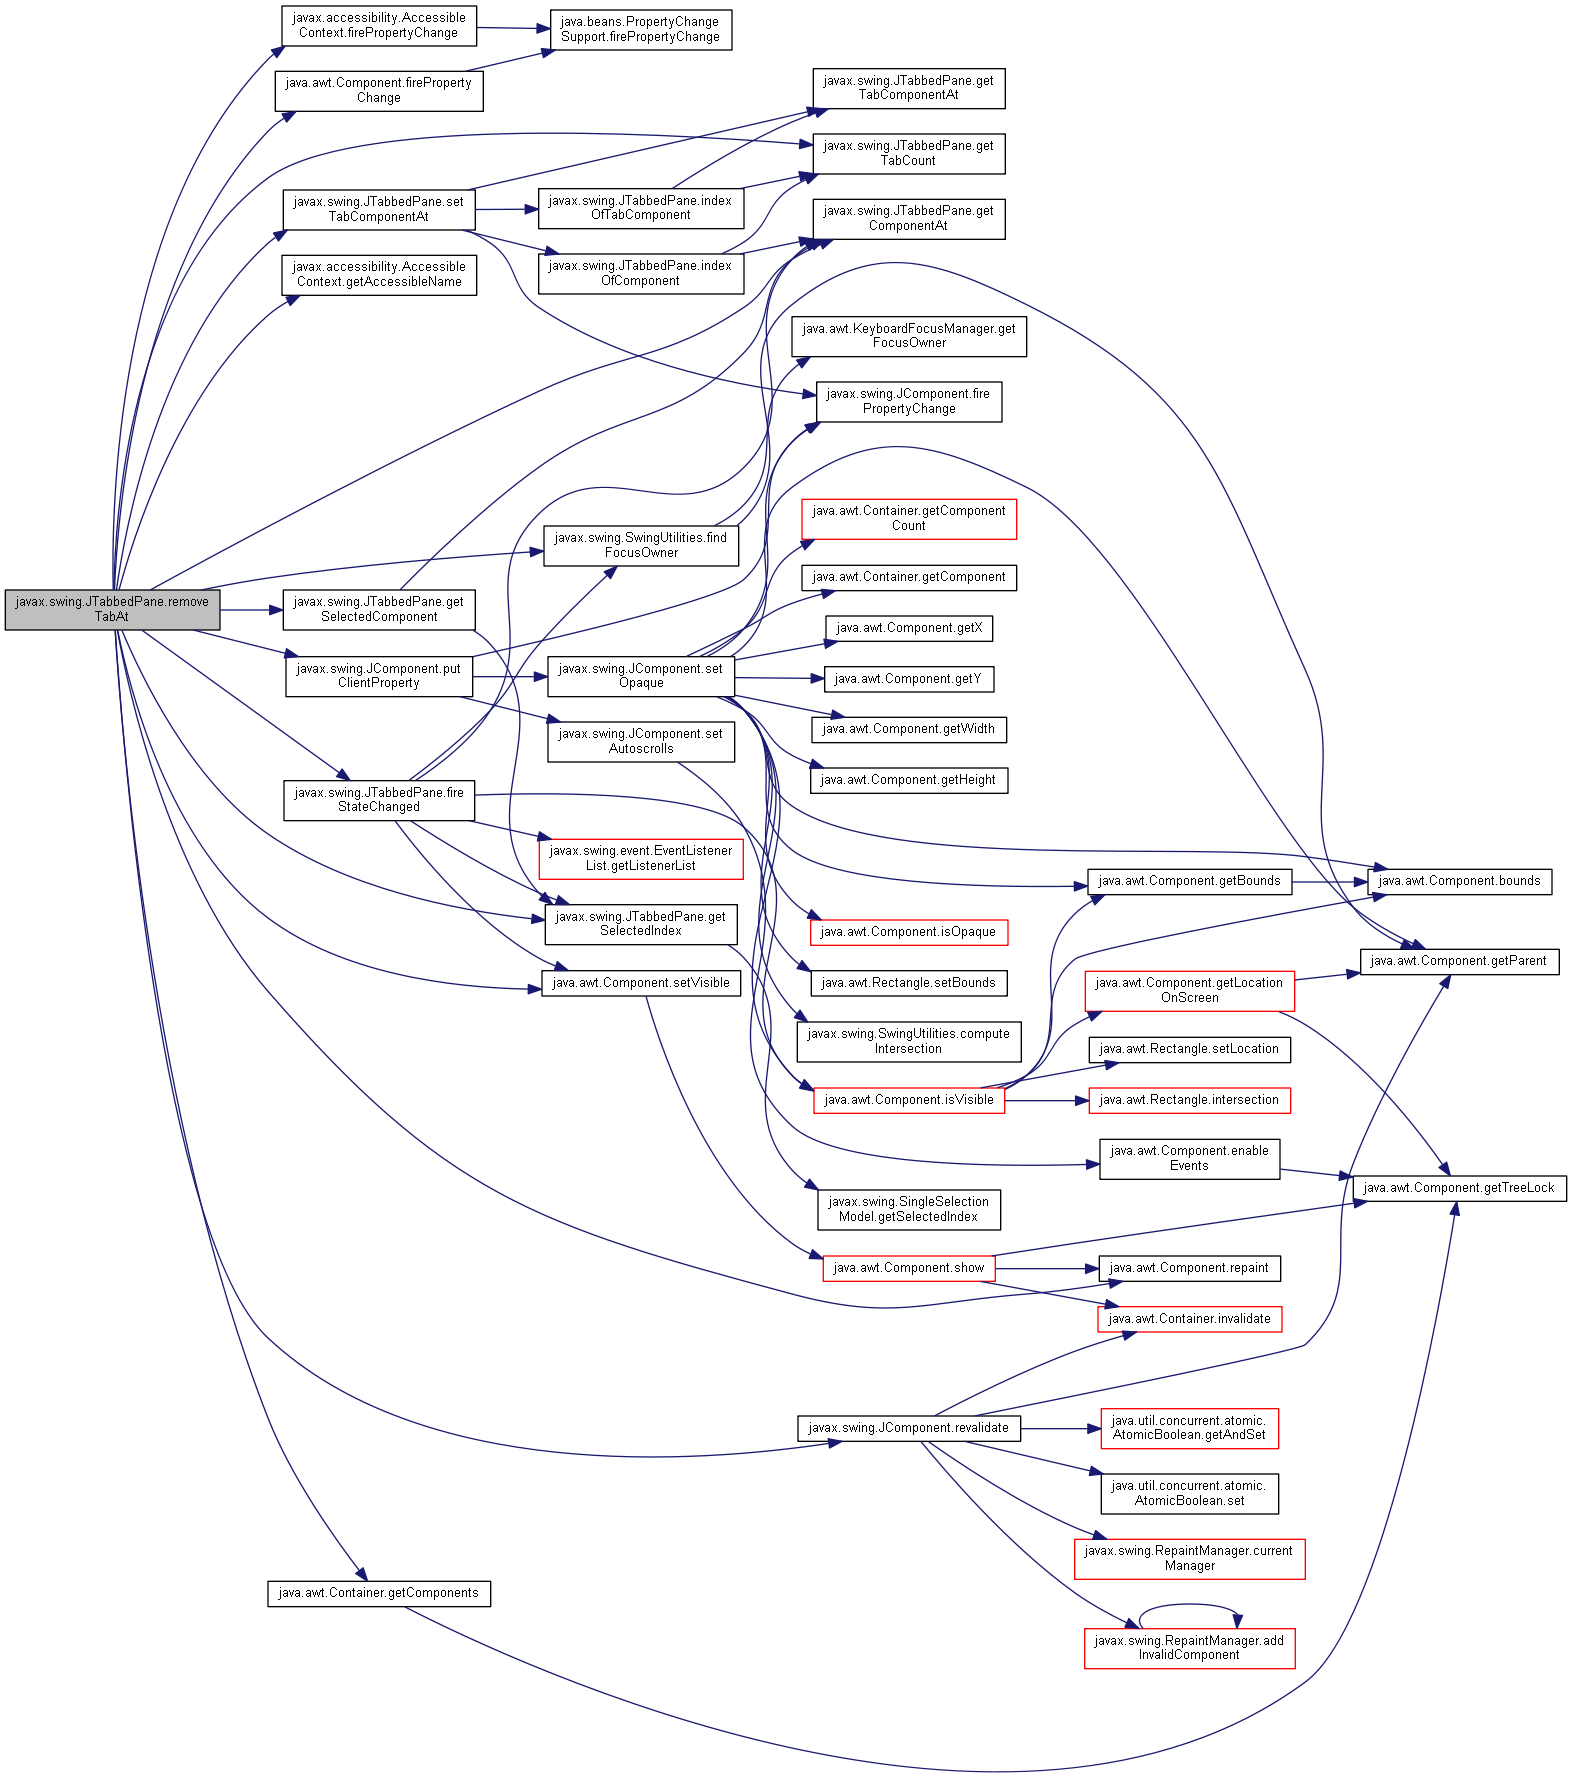 javax.accessibility.Accessible
Context.firePropertyChange
java.beans.PropertyChange
Support.firePropertyChange
java.awt.Component.fireProperty
Change
javax.swing.JTabbedPane.get
TabComponentAt
javax.swing.JTabbedPane.get
TabCount
javax.swing.JTabbedPane.set
TabComponentAt
javax.swing.JTabbedPane.index
OfTabComponent
javax.swing.JTabbedPane.get
ComponentAt
javax.accessibility.Accessible
Context.getAccessibleName
javax.swing.JTabbedPane.index
OfComponent
java.awt.KeyboardFocusManager.get
FocusOwner
javax.swing.JComponent.fire
PropertyChange
java.awt.Container.getComponent
Count
javax.swing.SwingUtilities.find
FocusOwner
java.awt.Container.getComponent
javax.swing.JTabbedPane.remove
TabAt
javax.swing.JTabbedPane.get
SelectedComponent
java.awt.Component.getX
javax.swing.JComponent.put
ClientProperty
javax.swing.JComponent.set
Opaque
java.awt.Component.getY
java.awt.Component.getWidth
javax.swing.JComponent.set
Autoscrolls
java.awt.Component.getHeight
javax.swing.JTabbedPane.fire
StateChanged
javax.swing.event.EventListener
List.getListenerList
java.awt.Component.getBounds
java.awt.Component.bounds
javax.swing.JTabbedPane.get
SelectedIndex
java.awt.Component.isOpaque
java.awt.Component.getParent
java.awt.Component.setVisible
java.awt.Rectangle.setBounds
java.awt.Component.getLocation
OnScreen
javax.swing.SwingUtilities.compute
Intersection
java.awt.Rectangle.setLocation
java.awt.Component.isVisible
java.awt.Rectangle.intersection
java.awt.Component.enable
Events
java.awt.Component.getTreeLock
javax.swing.SingleSelection
Model.getSelectedIndex
java.awt.Component.show
java.awt.Component.repaint
java.awt.Container.invalidate
javax.swing.JComponent.revalidate
java.util.concurrent.atomic.
AtomicBoolean.getAndSet
java.util.concurrent.atomic.
AtomicBoolean.set
javax.swing.RepaintManager.current
Manager
java.awt.Container.getComponents
javax.swing.RepaintManager.add
InvalidComponent